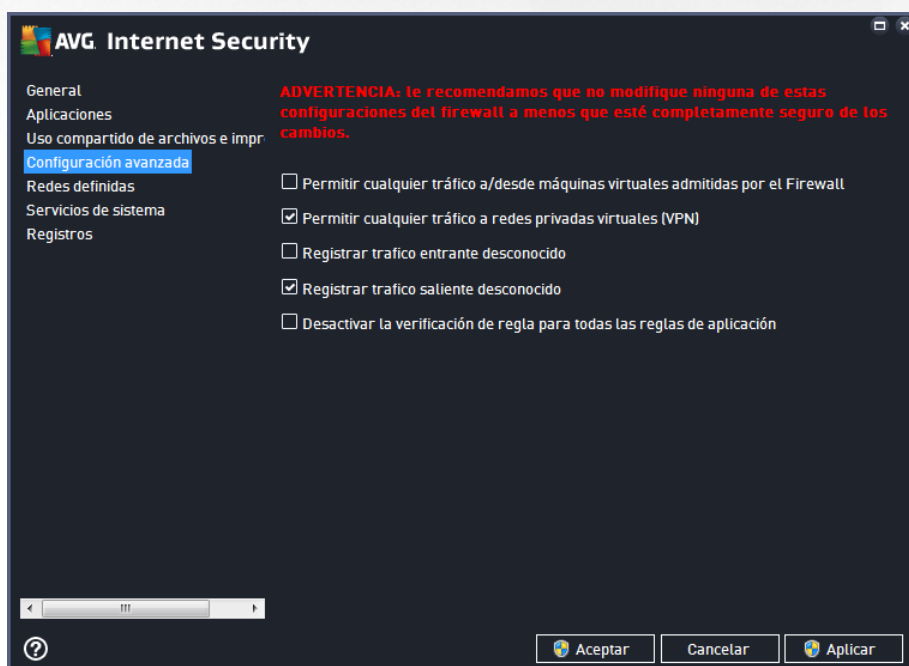 AVG Internet Security
General
Aplicaciones
Uso compartido de archivos e impr
Configuración avanzada
Redes definidas
Servicios de sistema
Registros
ADVERTENCIA: le recomendamos que no modifique ninguna de estas
configuraciones del firewall a menos que esté completamente seguro de los
cambios.
Permitir cualquier tráfico a/desde máquinas virtuales admitidas por el Firewall
Permitir cualquier tráfico a redes privadas virtuales (VPN)
Registrar trafico entrante desconocido
Registrar trafico saliente desconocido
Desactivar la verificación de regla para todas las reglas de aplicación
Aceptar
Cancelar
Aplicar